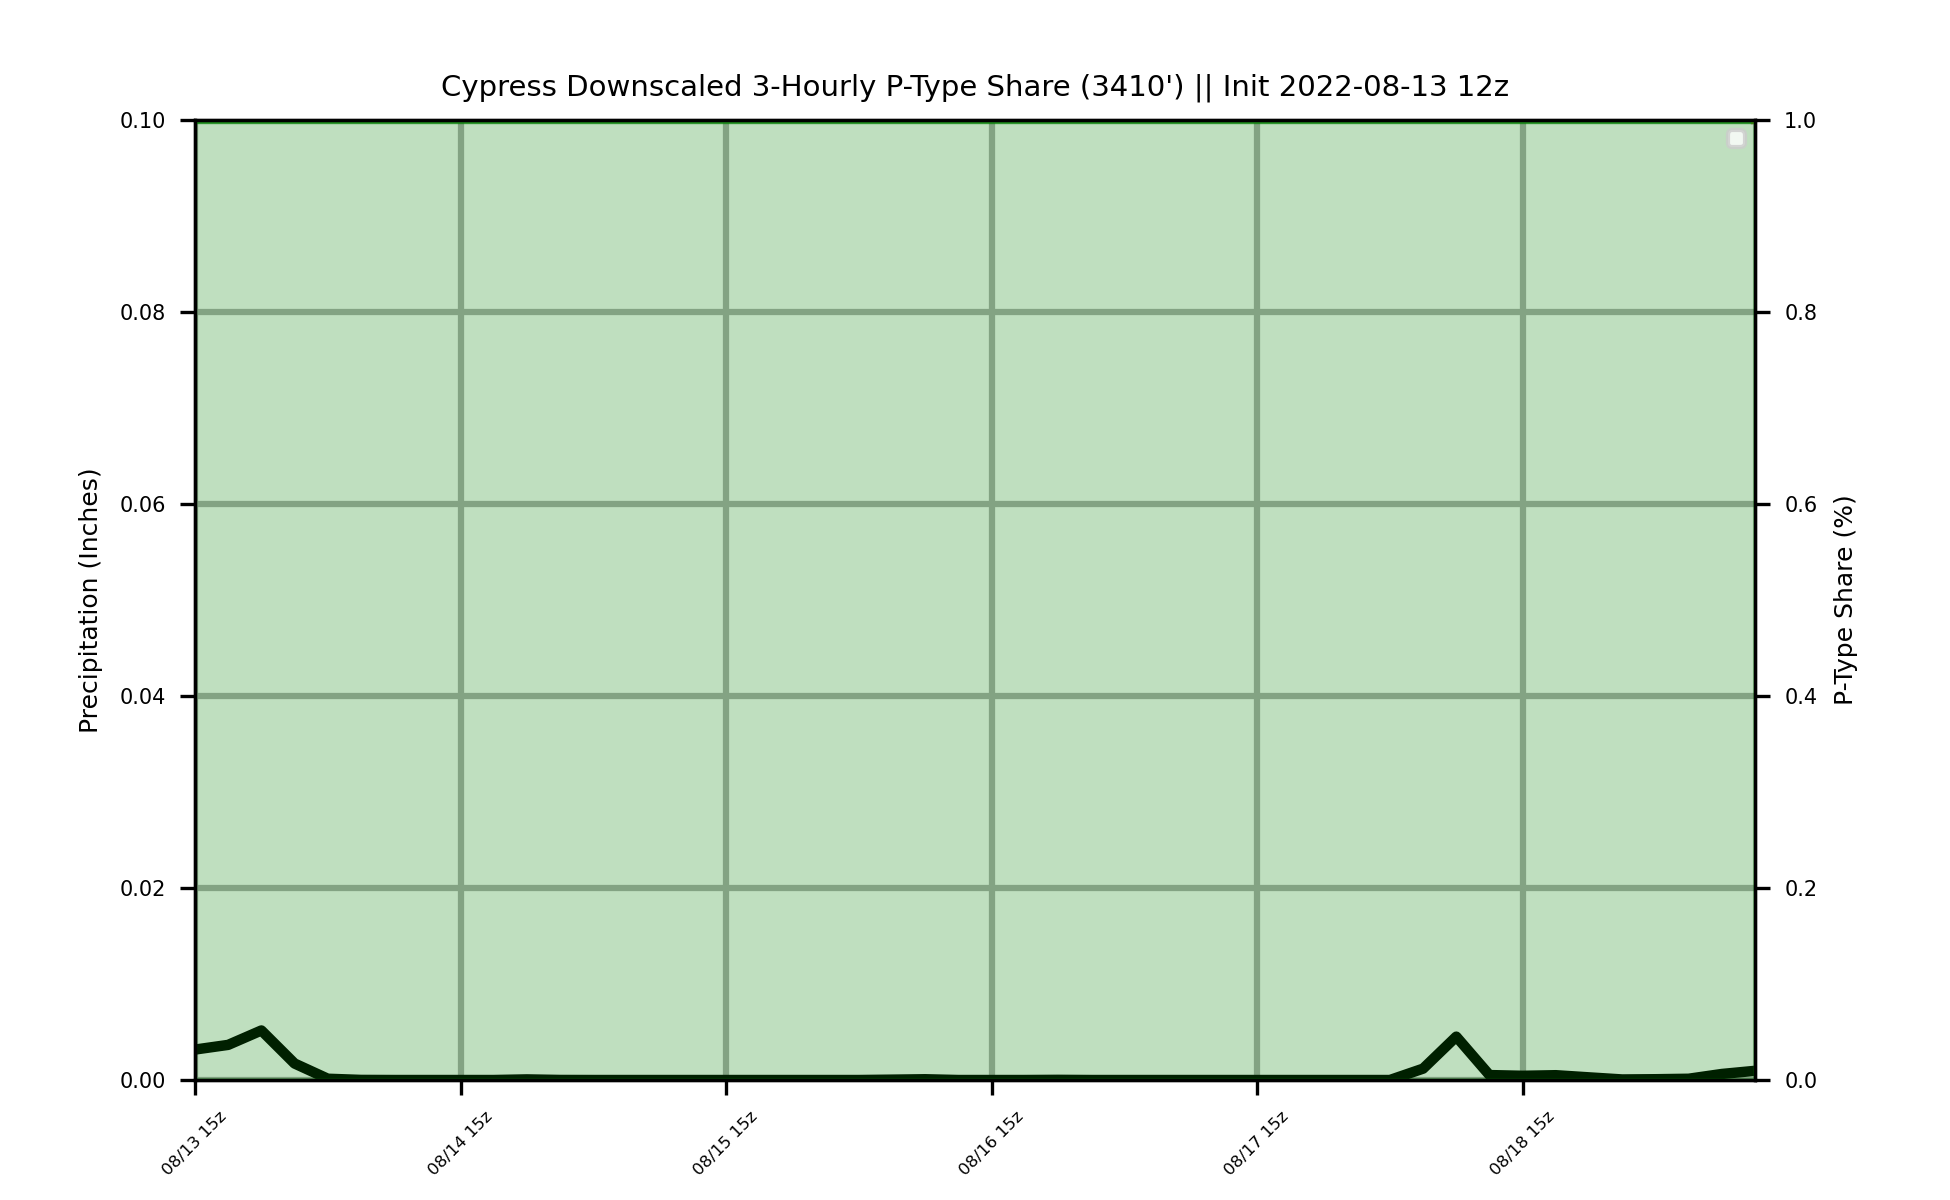 Cypress Downscaled 3-Hourly P-Type Share (3410') || Init 2022-08-13 12z
0.10
0.08
0.06
0.04
0.02
0.00
Precipitation (Inches)
1.0
0.8
0.6
0.4
0.2
0.0
P-Type Share (%)
08/13 15z
08/14 15z
08/15 15z
08/16 15z
08/17 15z
08/18 15z